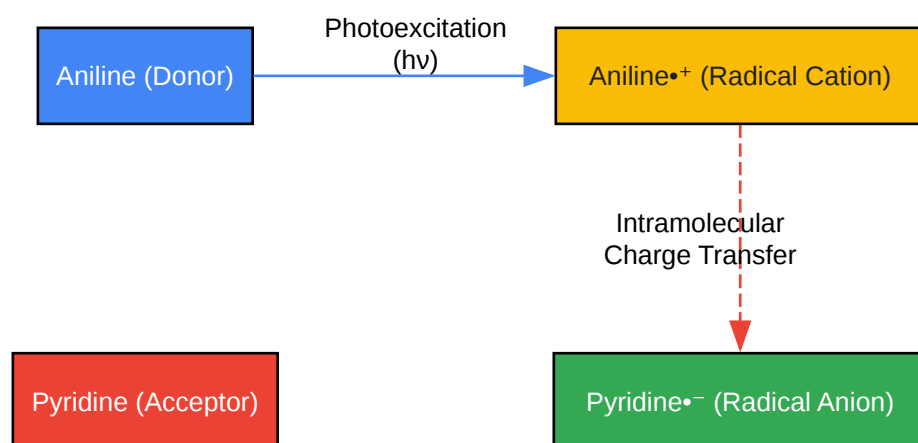 Photoexcitation
(hν)
Aniline (Donor)
Aniline•⁺ (Radical Cation)
Intramolecular
Charge Transfer
Pyridine (Acceptor)
Pyridine•⁻ (Radical Anion)